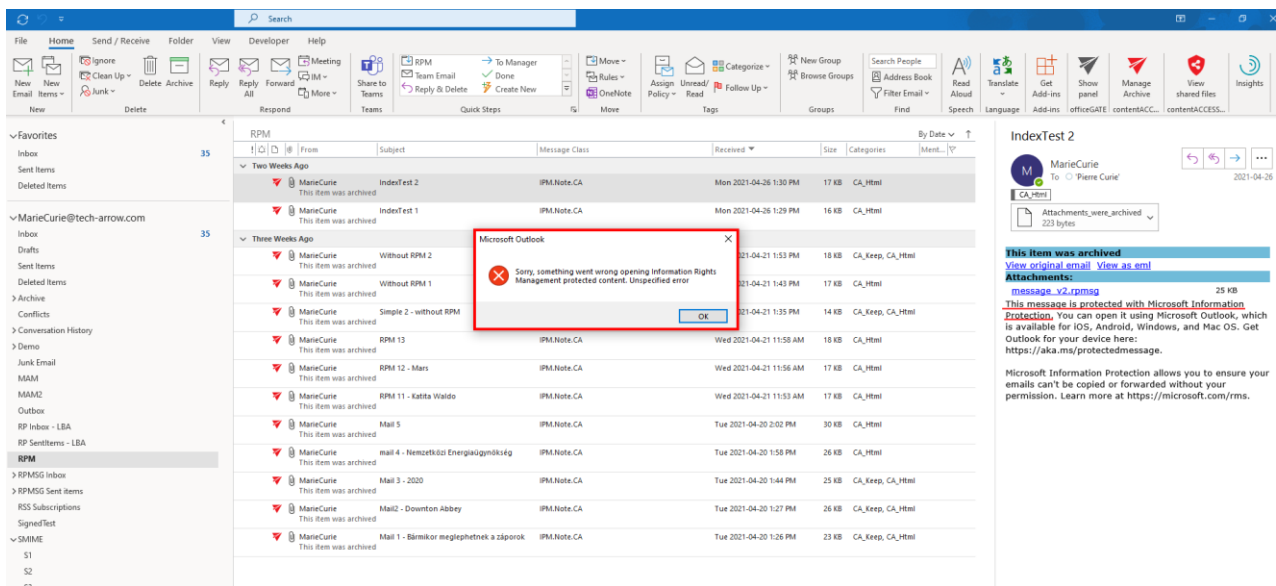 Search
File Home Send / Receive Folder View Developer Help
New Email
New Items
Ignore
Clean Up
Junk
Delete
Archive
Reply
Reply All
Forward
Meeting
IM
More
Share to Teams
RPM
Team Email
Reply & Delete
To Manager
Done
Create New
Move
Rules
OneNote
Assign Policy
Unread/ Read
Categorize
Follow Up
New Group
Browse Groups
Search People
Address Book
Filter Email
Read Aloud
Translate
Get Add-ins
Show panel
Manage Archive
View shared files
Insights
New Delete Respond Teams Quick Steps Move Tags Groups Find Speech Language Add-ins officeGATE contentACC... contentACCESS...
Favorites
Inbox 35
Sent Items
Deleted Items
MarieCurie@tech-arrow.com
Inbox 35
Drafts
Sent Items
Deleted Items
Archive
Conflicts
Conversation History
Demo
Junk Email
MAM
MAM2
Outbox
RP Inbox - LBA
RP SentItems - LBA
RPM
RPMSG Inbox
RPMSG Sent items
RSS Subscriptions
SignedTest
SMIME
S1
S2
RPM By Date
! From Subject Message Class Received Size Categories Ment...
Two Weeks Ago
MarieCurie IndexTest 2 IPM.Note.CA Mon 2021-04-26 1:30 PM 17 KB CA_Html
This item was archived
MarieCurie IndexTest 1 IPM.Note.CA Mon 2021-04-26 1:29 PM 16 KB CA_Html
This item was archived
Three Weeks Ago
MarieCurie Without RPM 2 21-04-21 1:53 PM 18 KB CA_Keep, CA_Html
This item was archived
MarieCurie Without RPM 1 21-04-21 1:43 PM 17 KB CA_Html
This item was archived
MarieCurie Simple 2 - without RPM 21-04-21 1:35 PM 14 KB CA_Keep, CA_Html
This item was archived
MarieCurie RPM 13 IPM.Note.CA Wed 2021-04-21 11:58 AM 18 KB CA_Html
This item was archived
MarieCurie RPM 12 - Mars IPM.Note.CA Wed 2021-04-21 11:56 AM 17 KB CA_Html
This item was archived
MarieCurie RPM 11 - Katita Waldo IPM.Note.CA Wed 2021-04-21 11:53 AM 17 KB CA_Html
This item was archived
MarieCurie Mail 5 IPM.Note.CA Tue 2021-04-20 2:02 PM 30 KB CA_Html
This item was archived
MarieCurie mail 4 - Nemzetközi Energiaügynökség IPM.Note.CA Tue 2021-04-20 1:58 PM 26 KB CA_Html
This item was archived
MarieCurie Mail 3 - 2020 IPM.Note.CA Tue 2021-04-20 1:44 PM 25 KB CA_Keep, CA_Html
This item was archived
MarieCurie Mail2 - Downton Abbey IPM.Note.CA Tue 2021-04-20 1:27 PM 26 KB CA_Keep, CA_Html
This item was archived
MarieCurie Mail 1 - Bármikor meglephetnek a záporok IPM.Note.CA Tue 2021-04-20 1:26 PM 23 KB CA_Keep, CA_Html
This item was archived
Microsoft Outlook
Sorry, something went wrong opening Information Rights
Management protected content. Unspecified error
OK
IndexTest 2
M
MarieCurie
To 'Pierre Curie'
2021-04-26
CA_Html
Attachments_were_archived
223 bytes
This item was archived
View original email View as eml
Attachments:
message_v2.rpmsg 25 KB
This message is protected with Microsoft Information
Protection. You can open it using Microsoft Outlook, which
is available for iOS, Android, Windows, and Mac OS. Get
Outlook for your device here:
https://aka.ms/protectedmessage.
Microsoft Information Protection allows you to ensure your
emails can't be copied or forwarded without your
permission. Learn more at https://microsoft.com/rms.